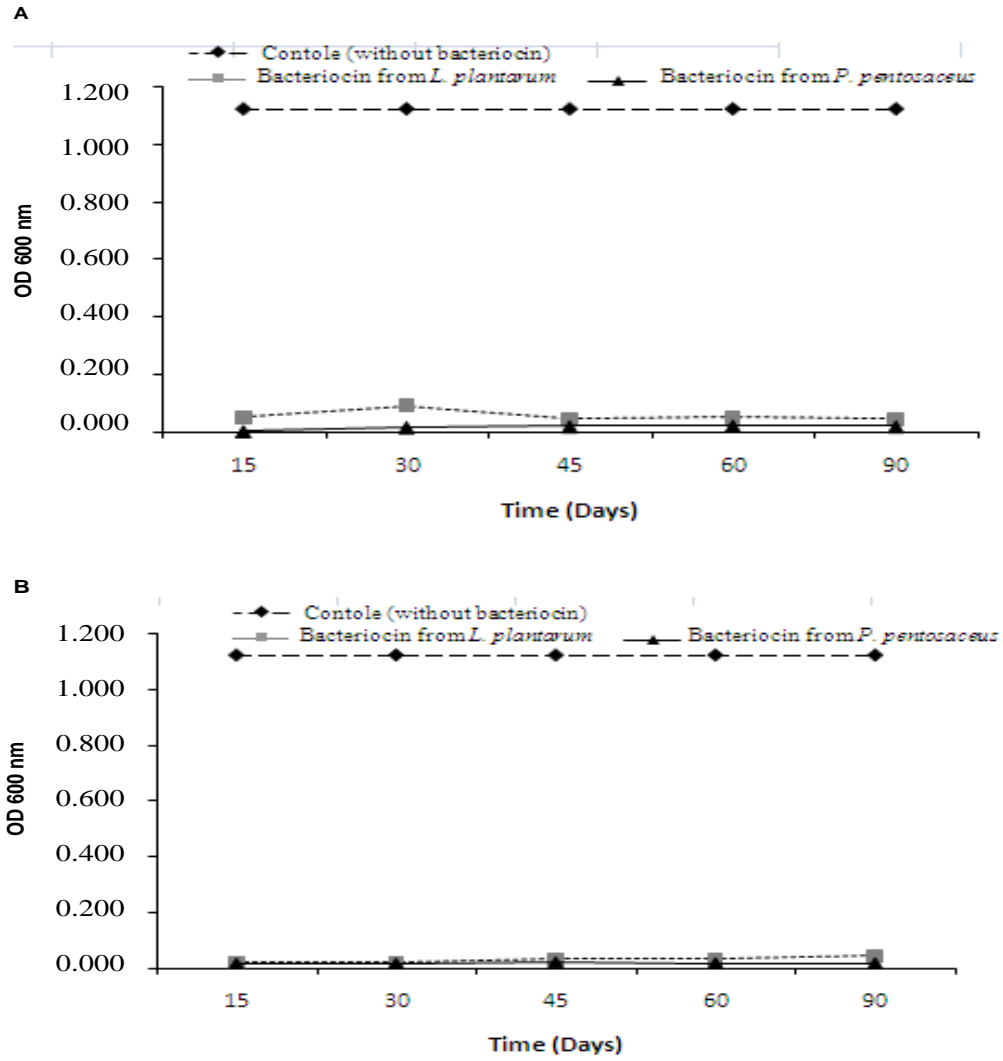 A
Contole (without bacteriocin)
Bacteriocin from L. plantarum Bacteriocin from P. pentosaceus
1.200
1.000
0.800
0.600
0.400
0.200
0.000
OD 600 nm
15 30 45 60 90
Time (Days)
B
Contole (without bacteriocin)
Bacteriocin from L. plantarum Bacteriocin from P. pentosaceus
1.200
1.000
0.800
0.600
0.400
0.200
0.000
OD 600 nm
15 30 45 60 90
Time (Days)